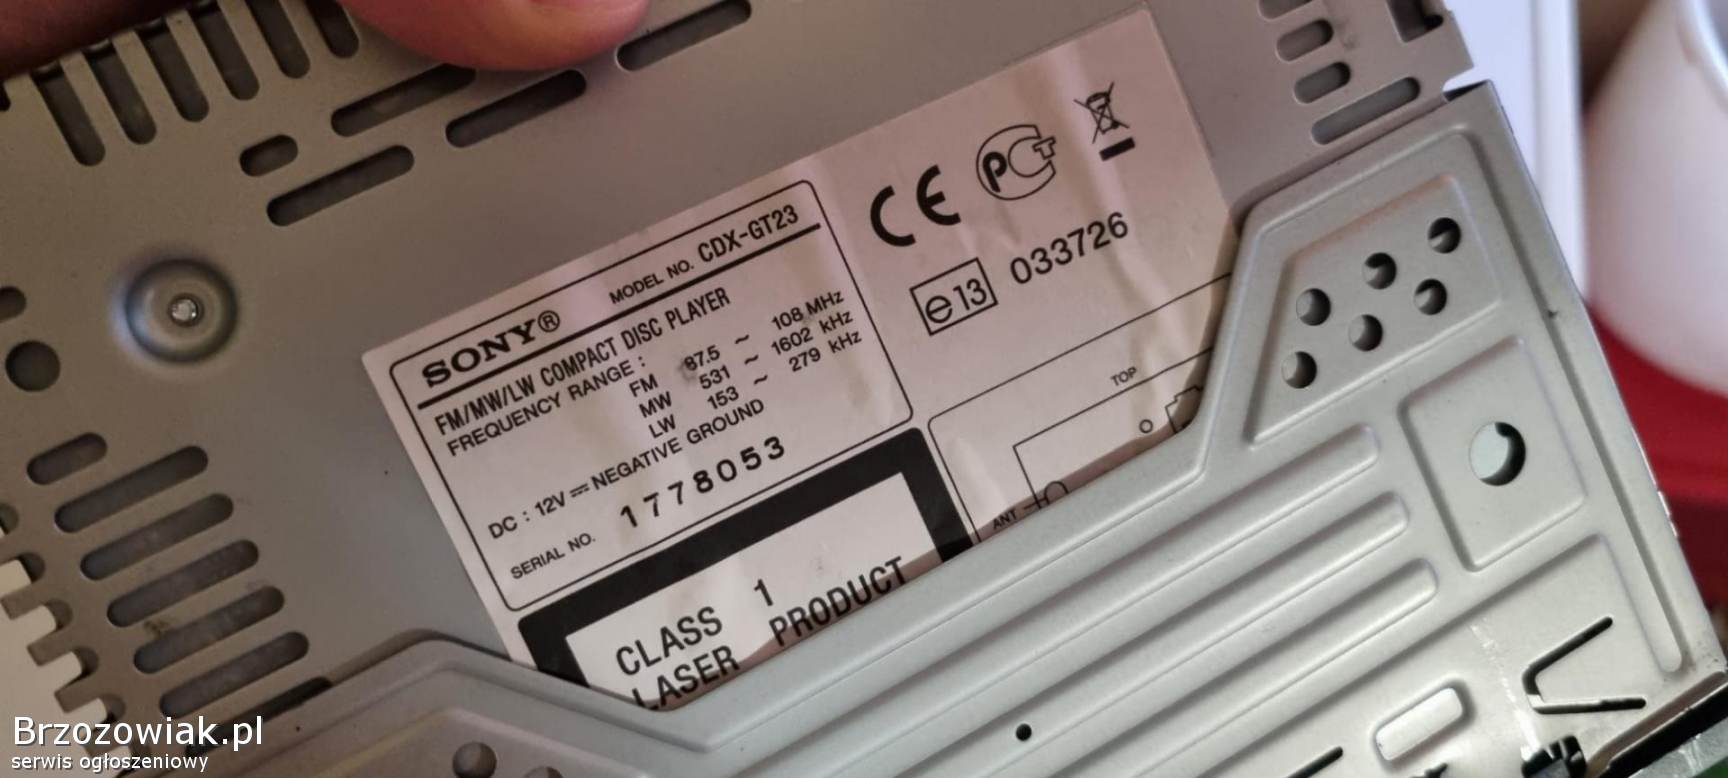 SONY® MODEL NO. CDX-GT23
FM/MW/LW COMPACT DISC PLAYER
FREQUENCY RANGE :
FM 87.5 ~ 108 MHz
MW 531 ~ 1602 kHz
LW 153 ~ 279 kHz
DC : 12V ⎓ NEGATIVE GROUND
SERIAL NO. 1778053
CLASS 1
LASER PRODUCT
CE PCT
e13 033726
TOP
ANT
Brzozowiak.pl
serwis ogłoszeniowy